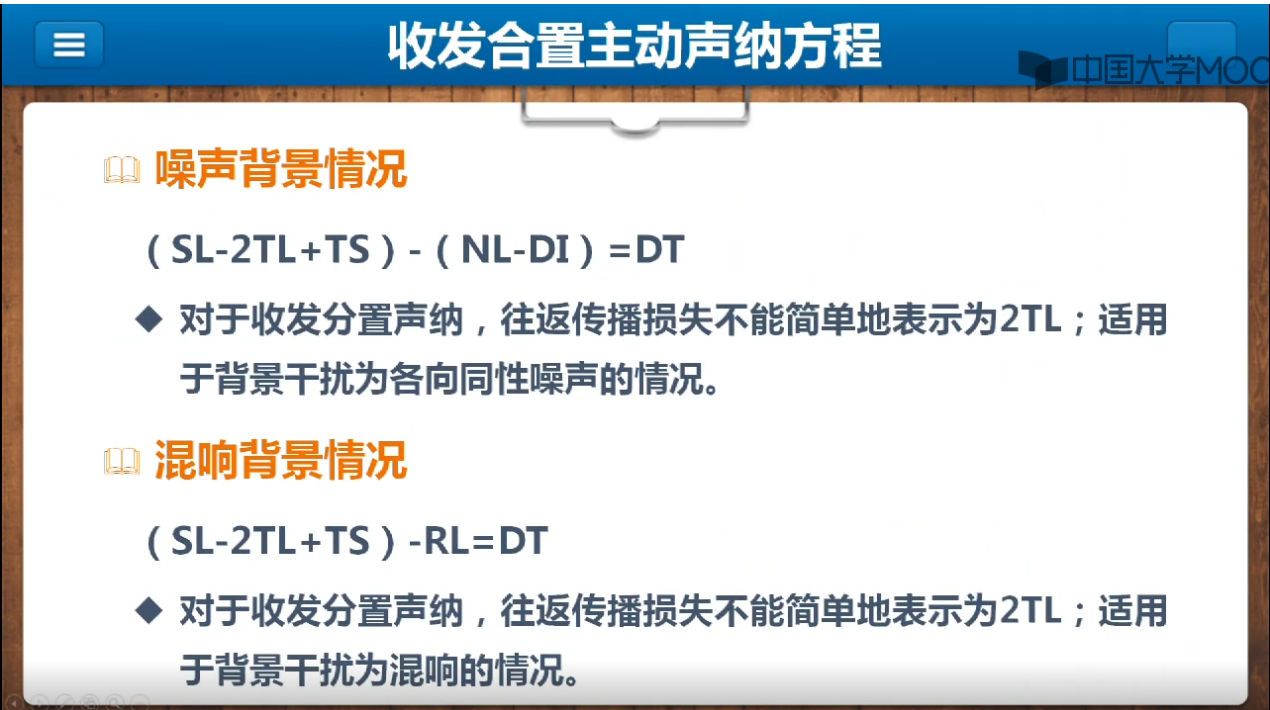 收发合置主动声纳方程
中国大学MOO
噪声背景情况
（SL-2TL+TS）-（NL-DI）=DT
◆ 对于收发分置声纳，往返传播损失不能简单地表示为2TL；适用
于背景干扰为各向同性噪声的情况。
混响背景情况
（SL-2TL+TS）-RL=DT
◆ 对于收发分置声纳，往返传播损失不能简单地表示为2TL；适用
于背景干扰为混响的情况。